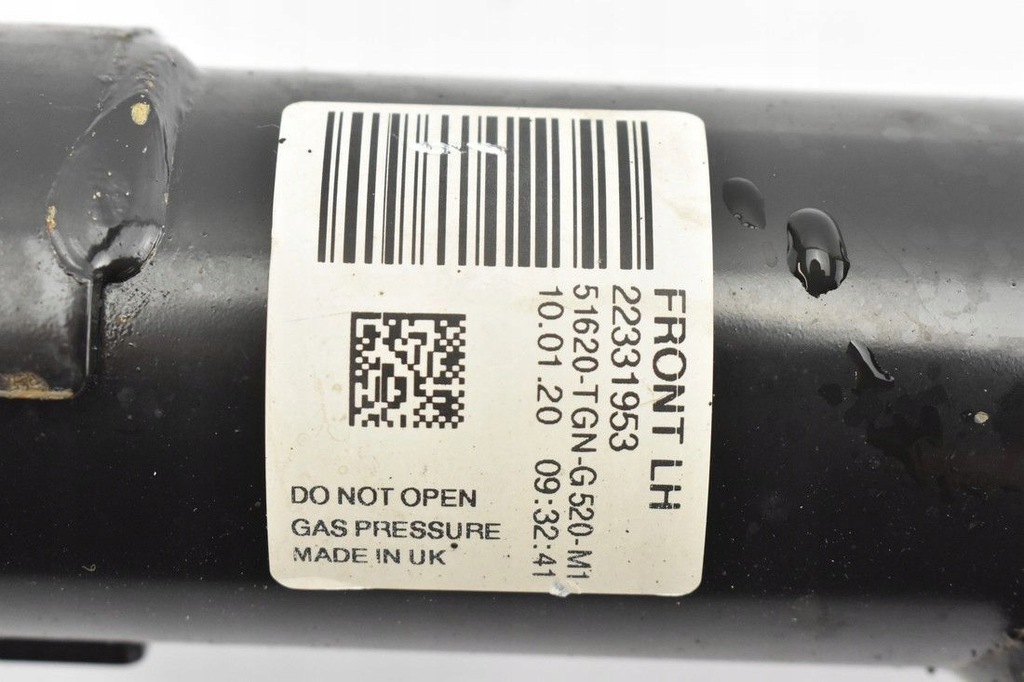 FRONT LH
22331953
51620-TGN-G520-M1
10.01.20 09:32:41
DO NOT OPEN
GAS PRESSURE
MADE IN UK